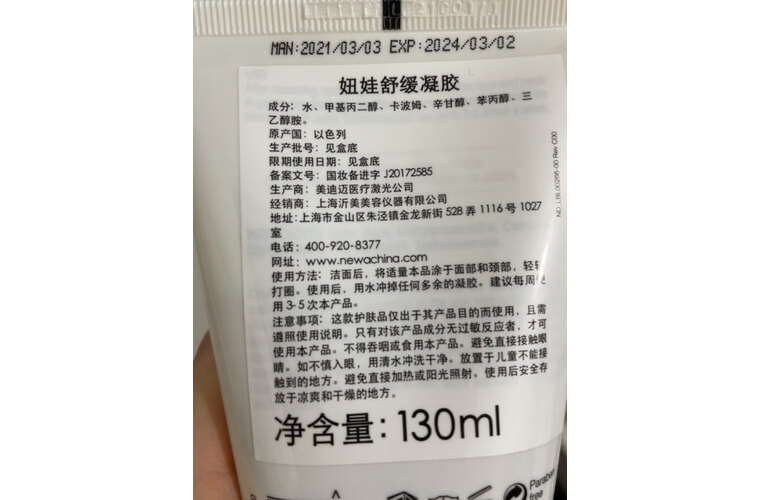 MAN:2021/03/03 EXP:2024/03/02
妞娃舒缓凝胶
成分：水、甲基丙二醇、卡波姆、辛甘醇、苯丙醇、三
乙醇胺。
原产国：以色列
生产批号：见盒底
限期使用日期：见盒底
备案文号：国妆备进字 J20172585
生产商：美迪迈医疗激光公司
经销商：上海沂美美容仪器有限公司
地址:上海市金山区朱泾镇金龙新街 528 弄 1116 号 1027
室
电话：400-920-8377
网址：www.newachina.com
使用方法：洁面后，将适量本品涂于面部和颈部，轻轻
打圈。使用后，用水冲掉任何多余的凝胶。建议每周使
用 3-5 次本产品。
注意事项：这款护肤品仅出于其产品目的而使用，且需
遵照使用说明。只有对该产品成分无过敏反应者，才可
使用本产品。不得吞咽或食用本产品。避免直接接触眼
睛。如不慎入眼，用清水冲洗干净。放置于儿童不能接
触到的地方。避免直接加热或阳光照射。使用后安全存
放于凉爽和干燥的地方。
净含量：130ml
Paraben
free